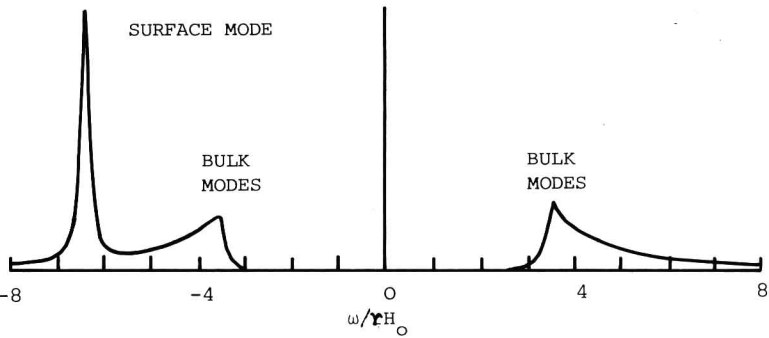 SURFACE MODE
BULK
MODES
BULK
MODES
-8 -4 0 4 8
ω/γH₀